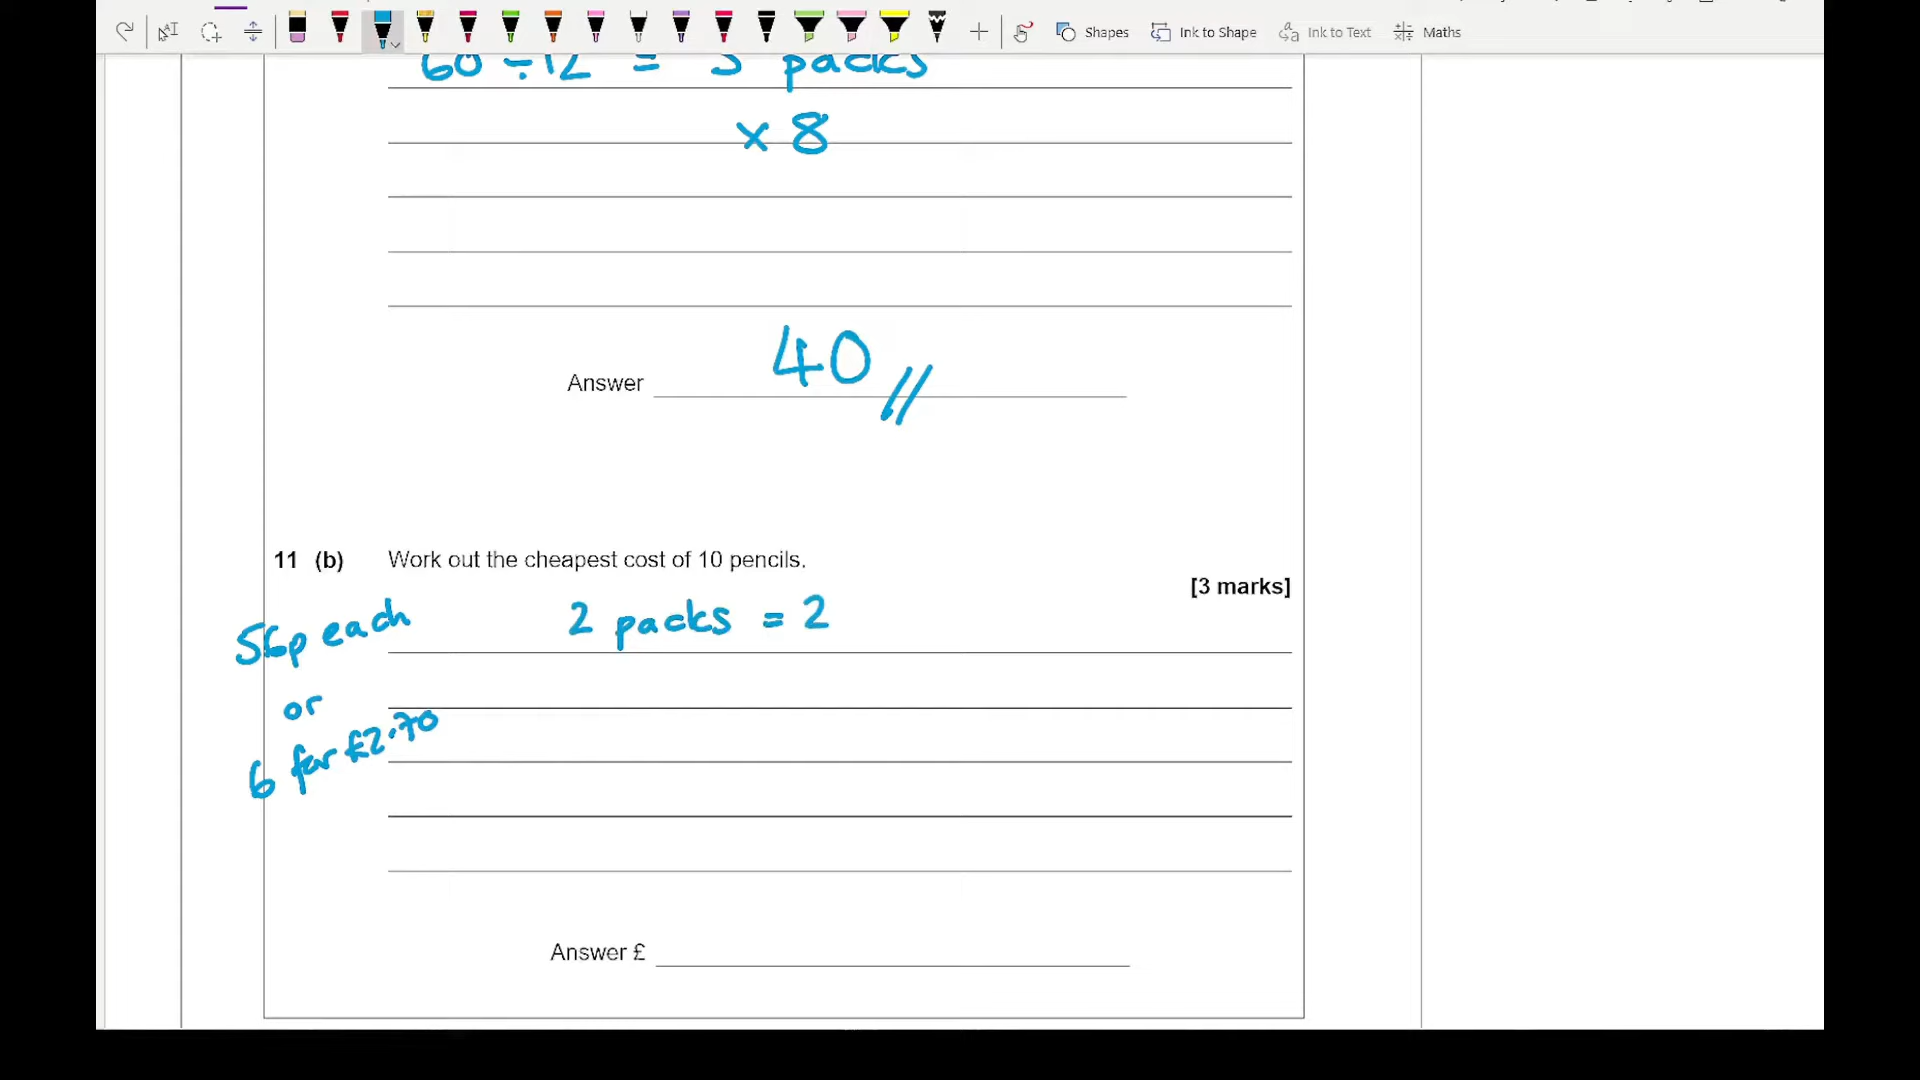 Shapes Ink to Shape Ink to Text Maths
60 ÷ 12 = 5 packs
× 8
Answer 40
11 (b) Work out the cheapest cost of 10 pencils.
[3 marks]
56p each
2 packs = 2
or
6 for £2.70
Answer £